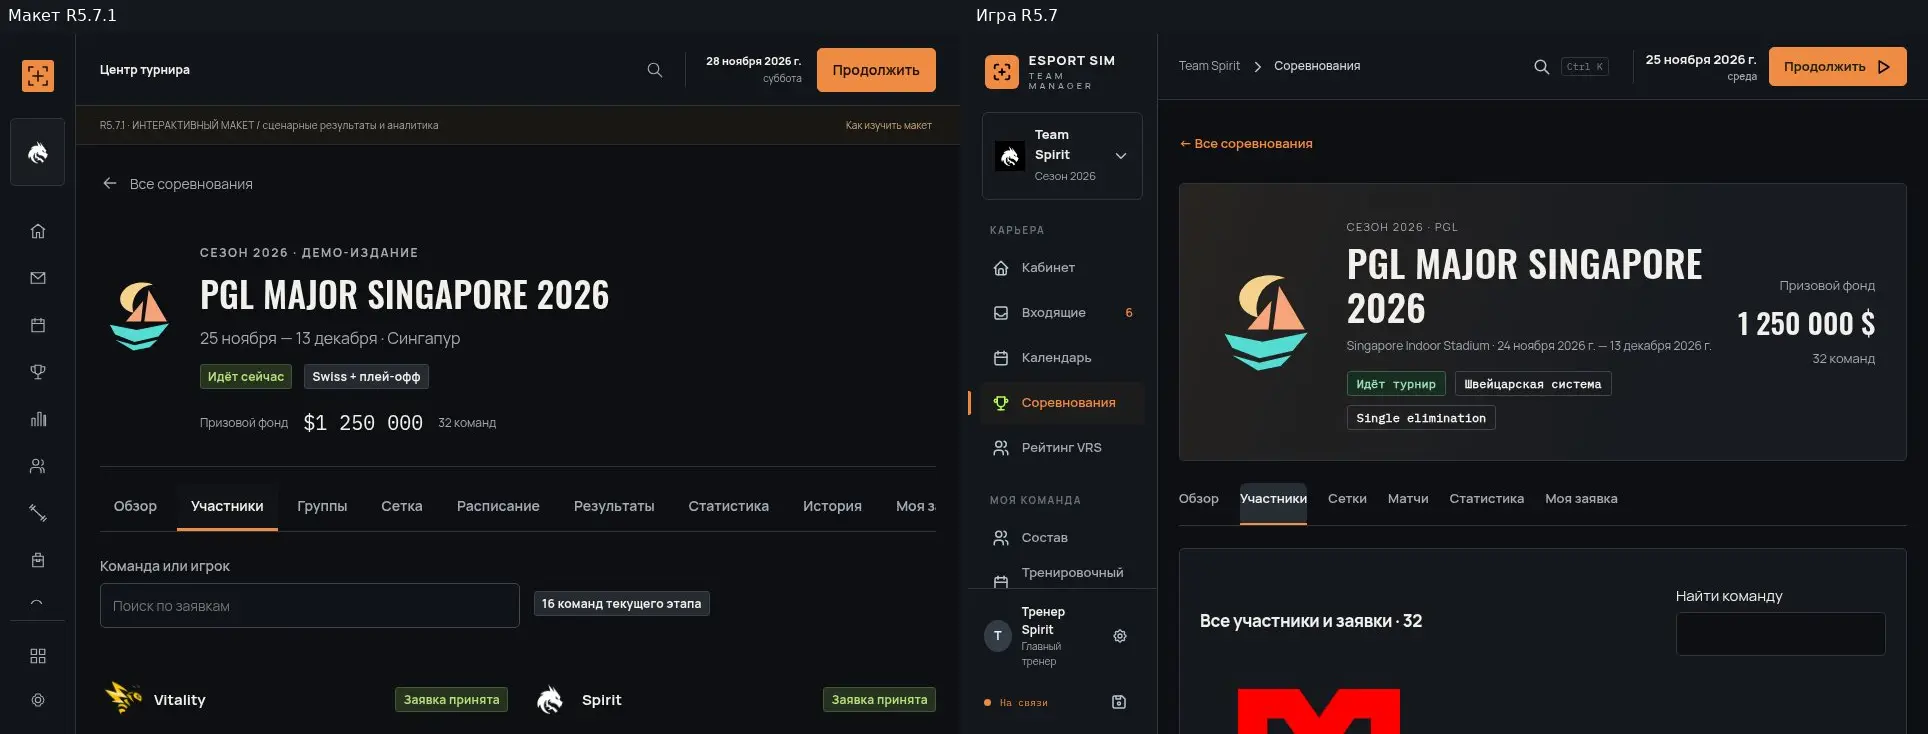 Макет R5.7.1
Центр турнира
28 ноября 2026 г.
суббота
Продолжить
R5.7.1 · ИНТЕРАКТИВНЫЙ МАКЕТ / сценарные результаты и аналитика
Как изучить макет
← Все соревнования
СЕЗОН 2026 · ДЕМО-ИЗДАНИЕ
PGL MAJOR SINGAPORE 2026
25 ноября — 13 декабря · Сингапур
Идёт сейчас
Swiss + плей-офф
Призовой фонд $1 250 000 32 команд
Обзор Участники Группы Сетка Расписание Результаты Статистика История Моя з
Команда или игрок
Поиск по заявкам
16 команд текущего этапа
Vitality
Заявка принята
Spirit
Заявка принята
Игра R5.7
ESPORT SIM
TEAM
MANAGER
Team
Spirit
Сезон 2026
КАРЬЕРА
Кабинет
Входящие 6
Календарь
Соревнования
Рейтинг VRS
МОЯ КОМАНДА
Состав
Тренировочный
Т
Тренер
Spirit
Главный
тренер
На связи
Team Spirit > Соревнования
Ctrl K
25 ноября 2026 г.
среда
Продолжить
← Все соревнования
СЕЗОН 2026 · PGL
PGL MAJOR SINGAPORE
2026
Singapore Indoor Stadium · 24 ноября 2026 г. — 13 декабря 2026 г.
Идёт турнир
Швейцарская система
Single elimination
Призовой фонд
1 250 000 $
32 команд
Обзор Участники Сетки Матчи Статистика Моя заявка
Все участники и заявки · 32
Найти команду